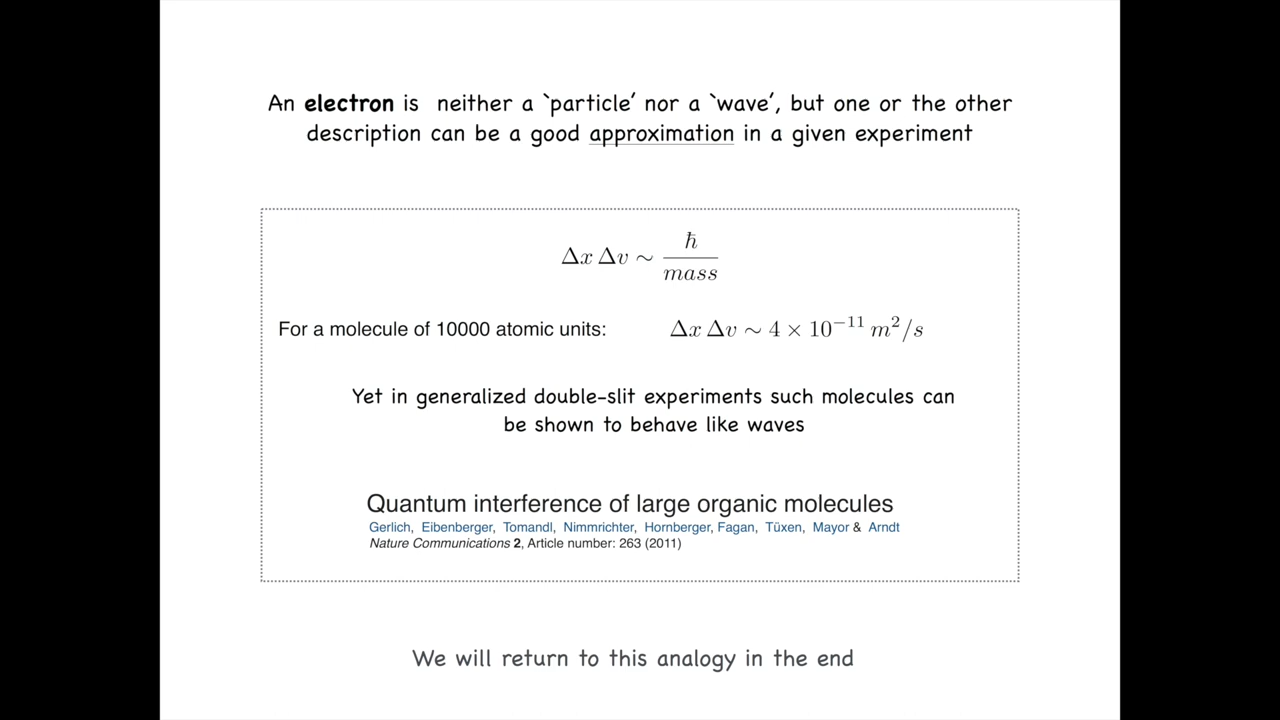 An electron is neither a `particle' nor a `wave', but one or the other
description can be a good approximation in a given experiment
Δx Δv ∼ ħ/mass
For a molecule of 10000 atomic units: Δx Δv ∼ 4 × 10⁻¹¹ m²/s
Yet in generalized double-slit experiments such molecules can
be shown to behave like waves
Quantum interference of large organic molecules
Gerlich, Eibenberger, Tomandl, Nimmrichter, Hornberger, Fagan, Tüxen, Mayor & Arndt
Nature Communications 2, Article number: 263 (2011)
We will return to this analogy in the end